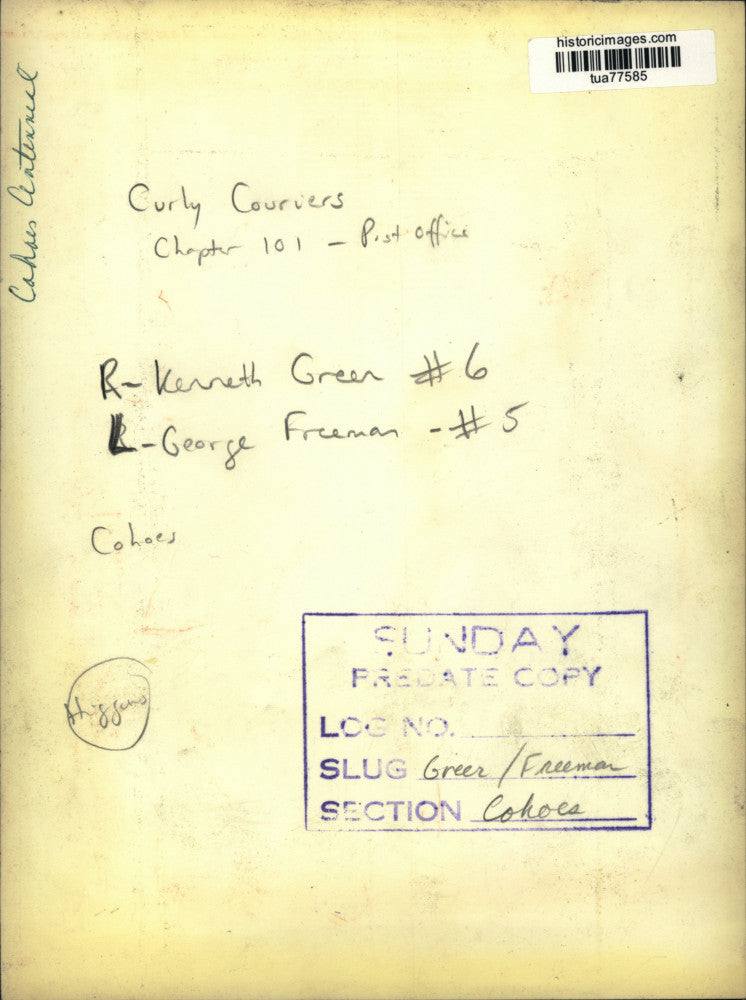 historicimages.com
tua77585
Cohoes Centennial
Curly Couriers
Chapter 101 - Post Office
R- Kenneth Green #6
L- George Freeman - #5
Cohoes
Higgins
SUNDAY
PREDATE COPY
LOG NO.
SLUG Green / Freeman
SECTION Cohoes